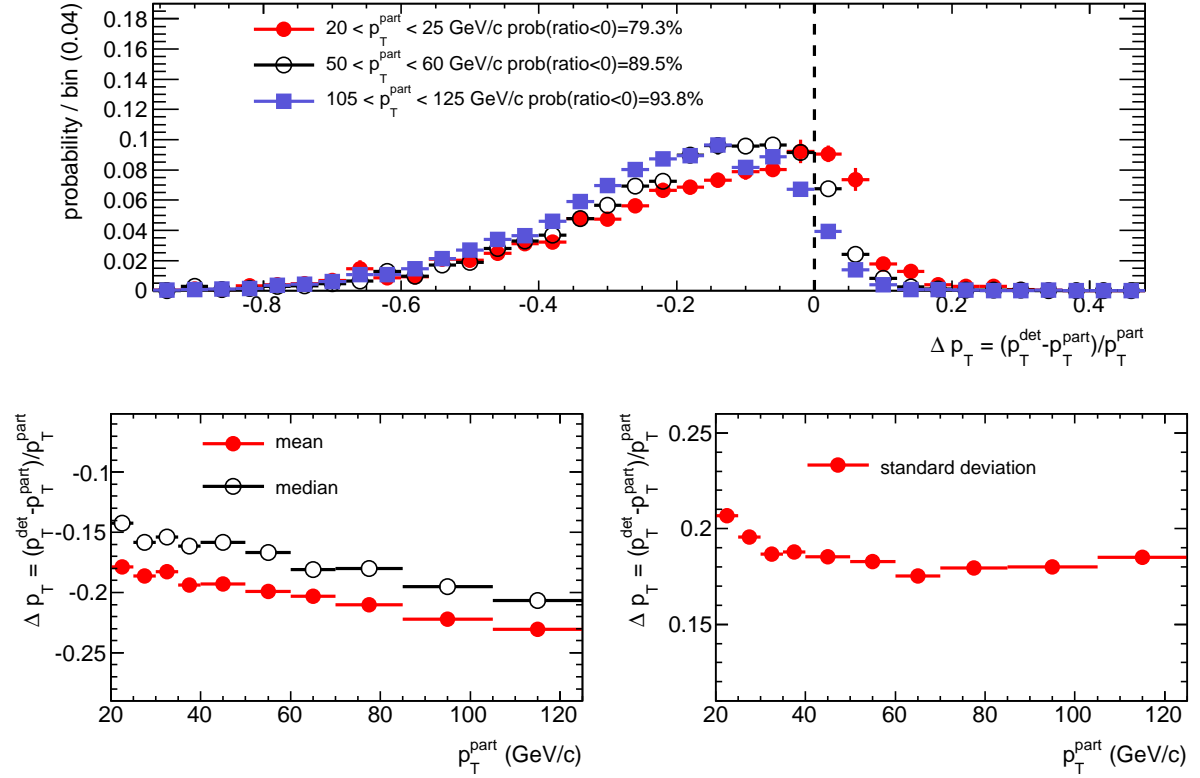 probability / bin (0.04)
0.18
0.16
0.14
0.12
0.1
0.08
0.06
0.04
0.02
0
20 < p_T^part < 25 GeV/c prob(ratio<0)=79.3%
50 < p_T^part < 60 GeV/c prob(ratio<0)=89.5%
105 < p_T^part < 125 GeV/c prob(ratio<0)=93.8%
-0.8 -0.6 -0.4 -0.2 0 0.2 0.4
Δ p_T = (p_T^det-p_T^part)/p_T^part
Δ p_T = (p_T^det-p_T^part)/p_T^part
-0.1
-0.15
-0.2
-0.25
mean
median
20 40 60 80 100 120
p_T^part (GeV/c)
Δ p_T = (p_T^det-p_T^part)/p_T^part
0.25
0.2
0.15
standard deviation
20 40 60 80 100 120
p_T^part (GeV/c)